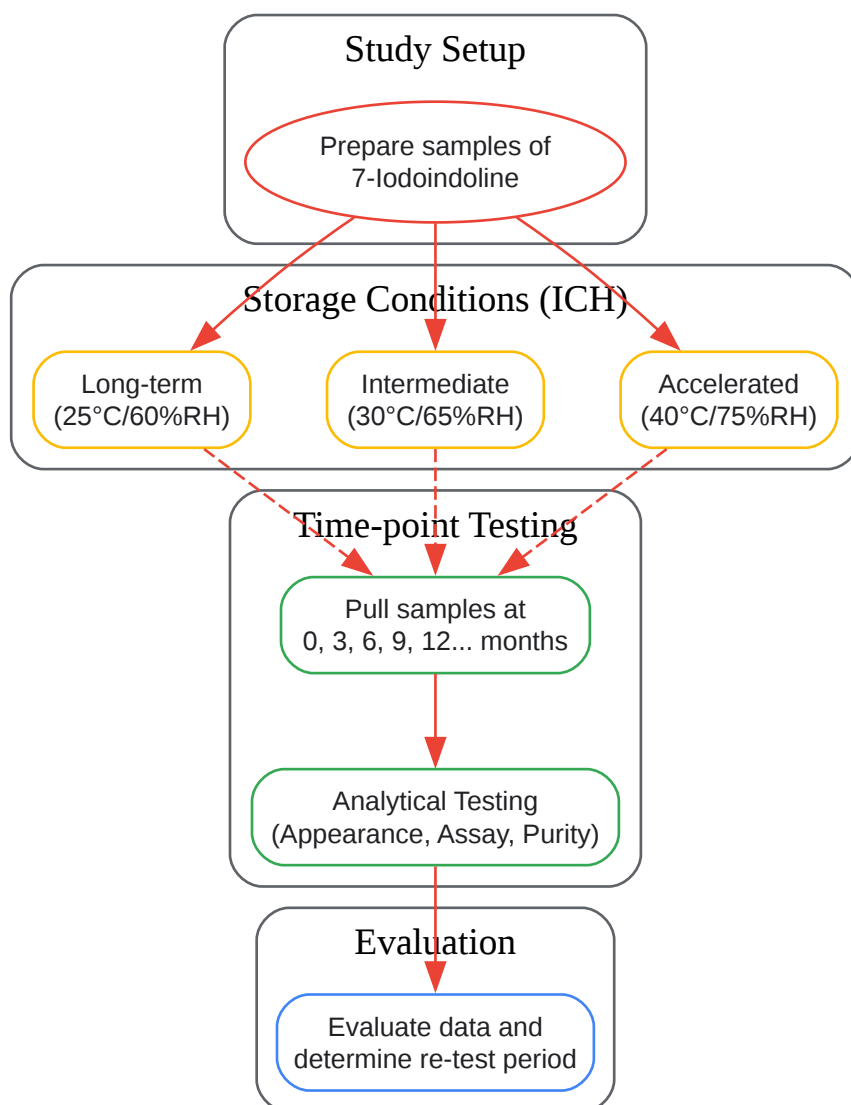 Study Setup
Prepare samples of
7-Iodoindoline
Storage Conditions (ICH)
Long-term
(25°C/60%RH)
Intermediate
(30°C/65%RH)
Accelerated
(40°C/75%RH)
Time-point Testing
Pull samples at
0, 3, 6, 9, 12... months
Analytical Testing
(Appearance, Assay, Purity)
Evaluation
Evaluate data and
determine re-test period